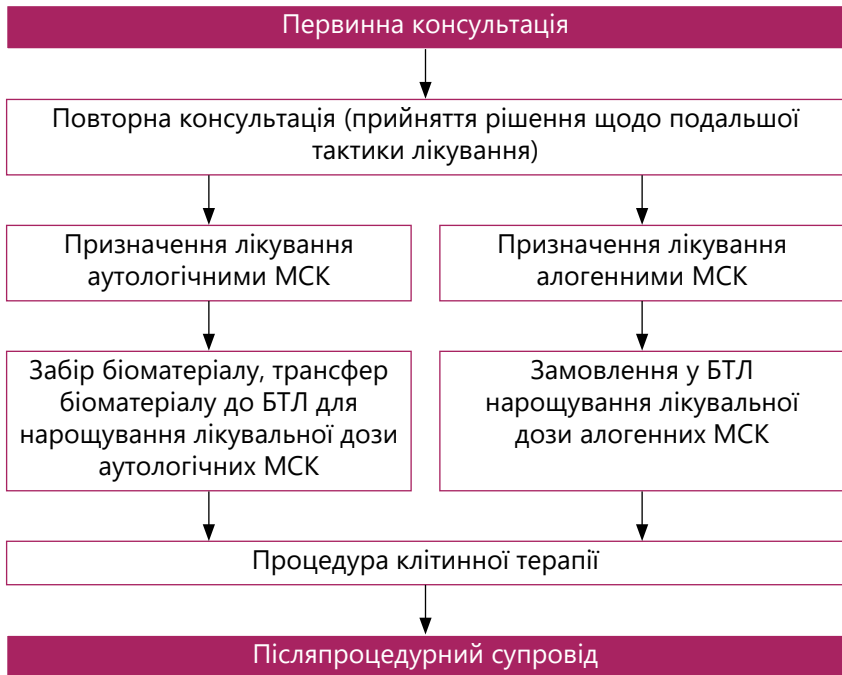 Первинна консультація
Повторна консультація (прийняття рішення щодо подальшої
тактики лікування)
Призначення лікування
аутологічними МСК
Призначення лікування
алогенними МСК
Забір біоматеріалу, трансфер
біоматеріалу до БТЛ для
нарощування лікувальної дози
аутологічних МСК
Замовлення у БТЛ
нарощування лікувальної
дози алогенних МСК
Процедура клітинної терапії
Післяпроцедурний супровід